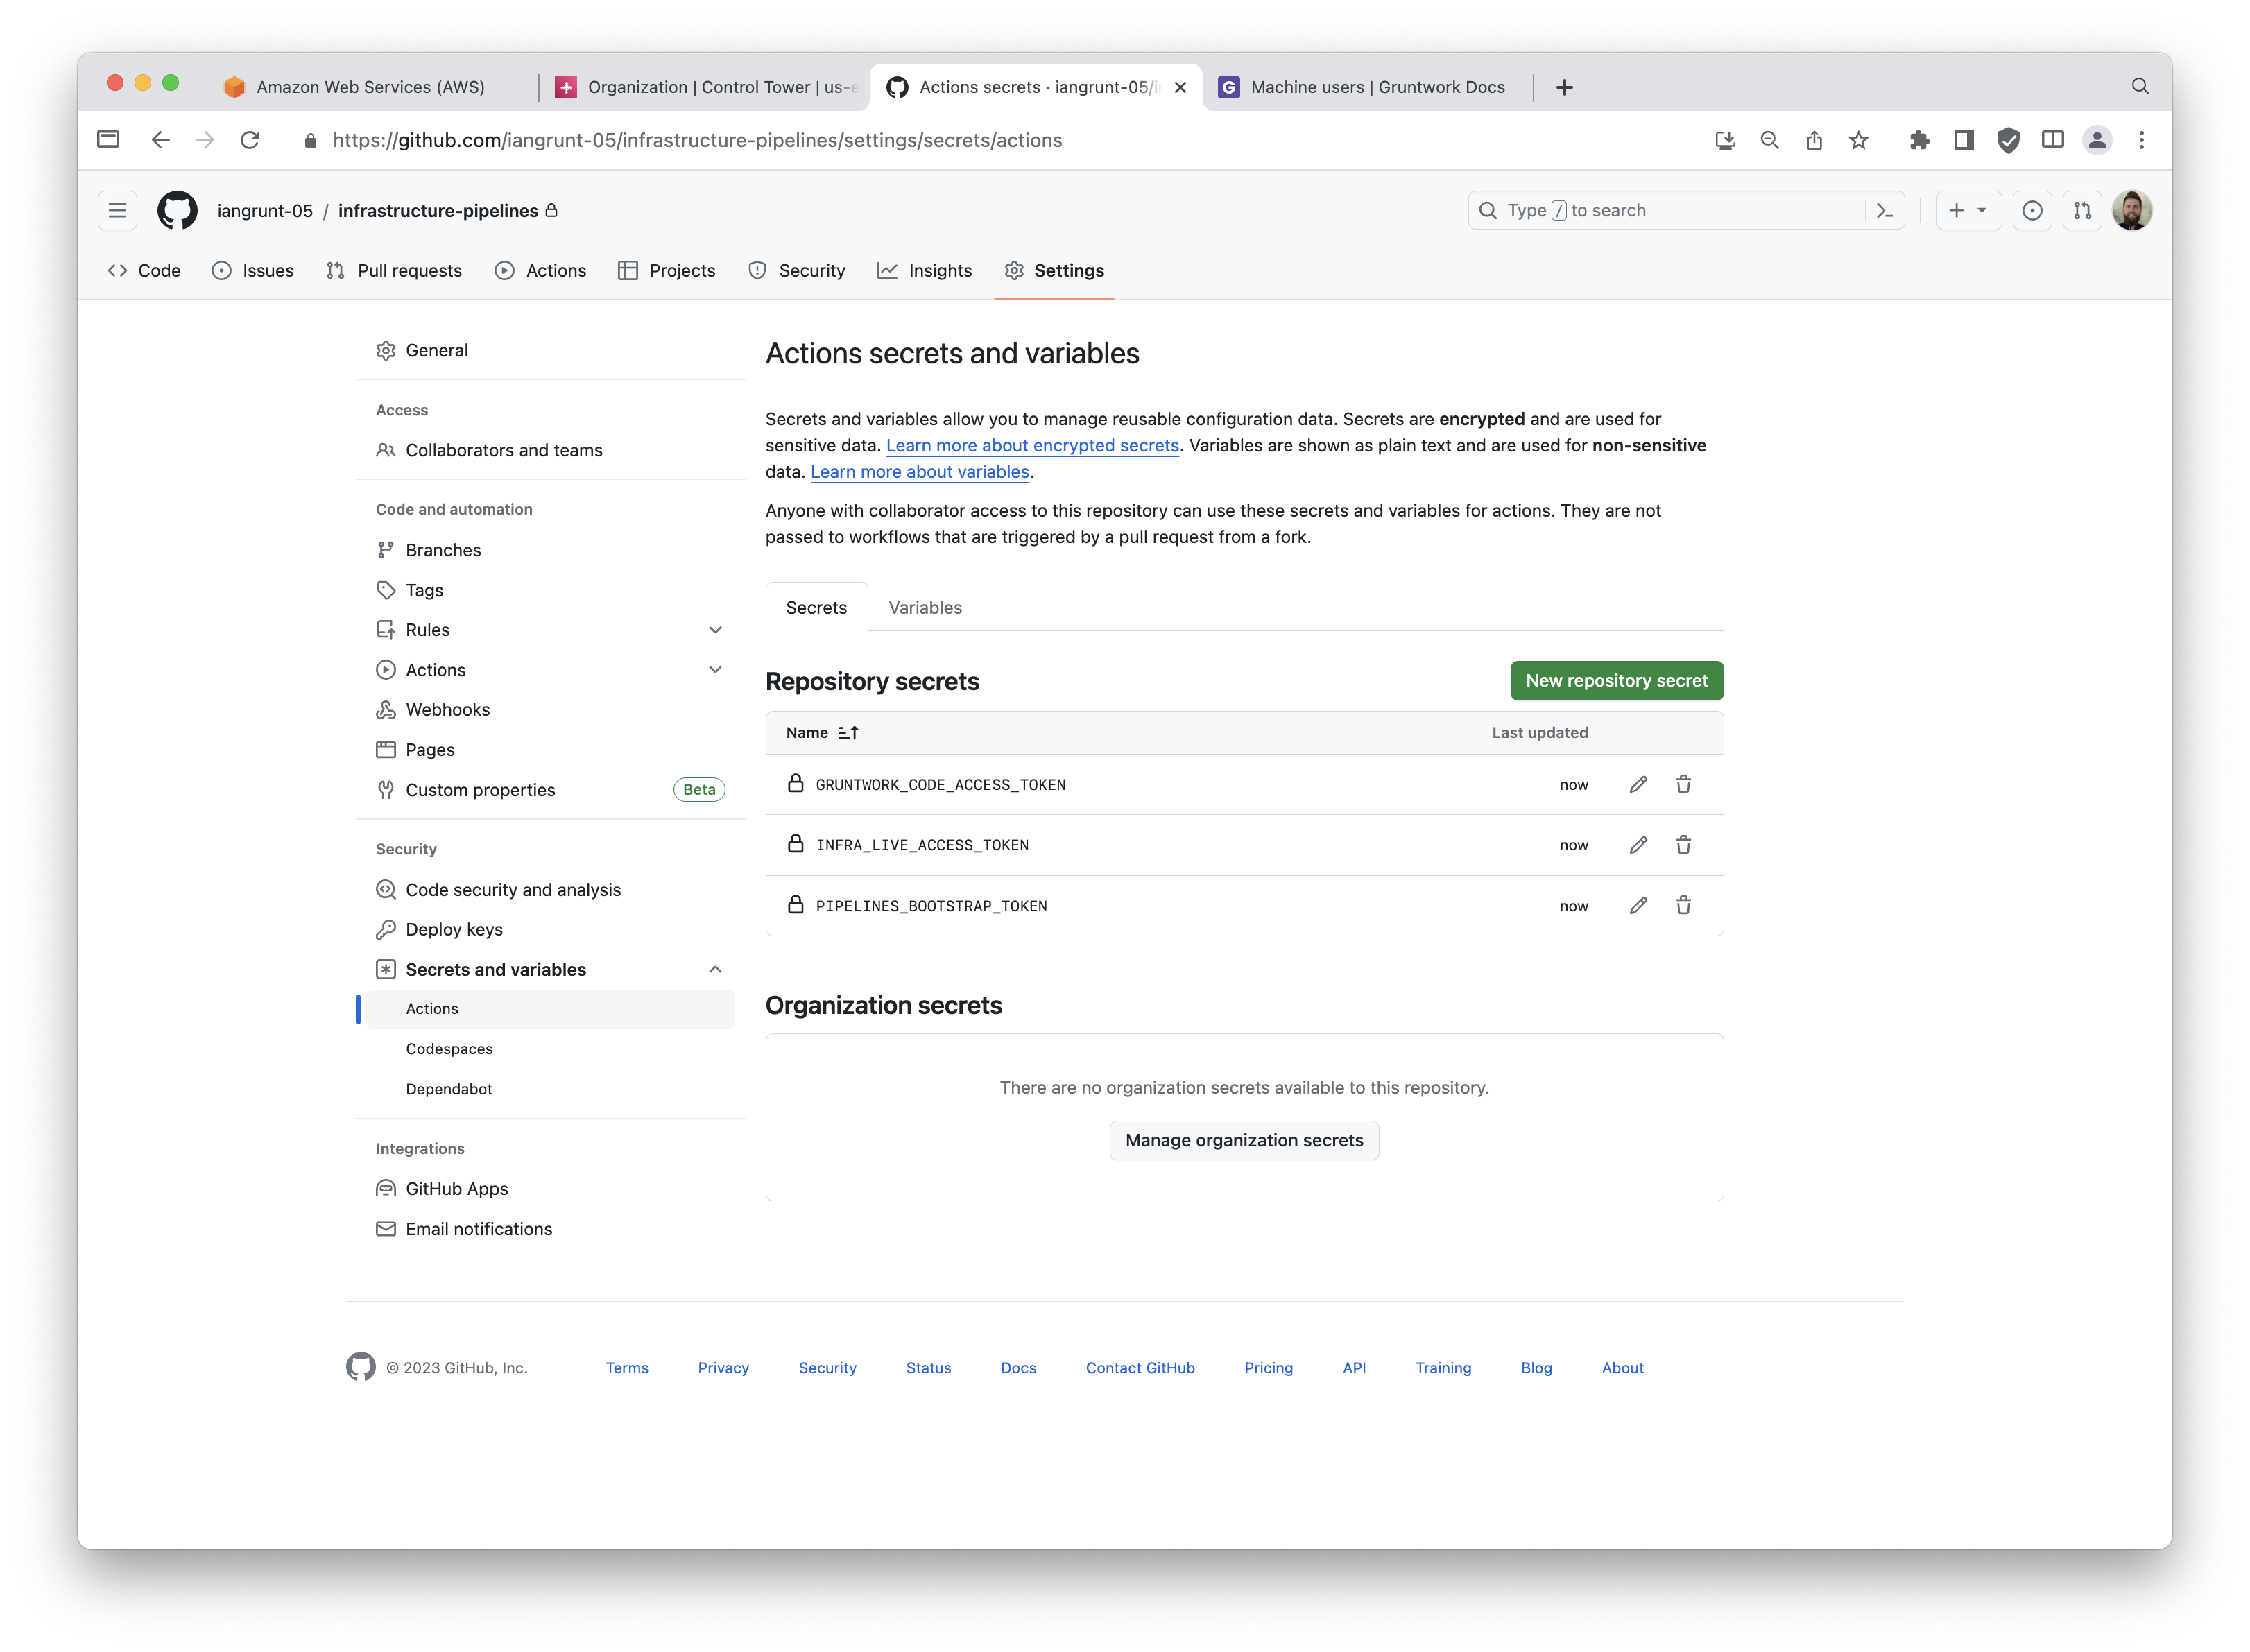 Amazon Web Services (AWS)
Organization | Control Tower | us-e
Actions secrets · iangrunt-05/i
Machine users | Gruntwork Docs
https://github.com/iangrunt-05/infrastructure-pipelines/settings/secrets/actions
iangrunt-05 / infrastructure-pipelines
Type / to search
Code
Issues
Pull requests
Actions
Projects
Security
Insights
Settings
General
Access
Collaborators and teams
Code and automation
Branches
Tags
Rules
Actions
Webhooks
Pages
Custom properties
Beta
Security
Code security and analysis
Deploy keys
Secrets and variables
Actions
Codespaces
Dependabot
Integrations
GitHub Apps
Email notifications
Actions secrets and variables
Secrets and variables allow you to manage reusable configuration data. Secrets are encrypted and are used for
sensitive data. Learn more about encrypted secrets. Variables are shown as plain text and are used for non-sensitive
data. Learn more about variables.
Anyone with collaborator access to this repository can use these secrets and variables for actions. They are not
passed to workflows that are triggered by a pull request from a fork.
Secrets
Variables
Repository secrets
New repository secret
Name
Last updated
GRUNTWORK_CODE_ACCESS_TOKEN
now
INFRA_LIVE_ACCESS_TOKEN
now
PIPELINES_BOOTSTRAP_TOKEN
now
Organization secrets
There are no organization secrets available to this repository.
Manage organization secrets
© 2023 GitHub, Inc.
Terms
Privacy
Security
Status
Docs
Contact GitHub
Pricing
API
Training
Blog
About